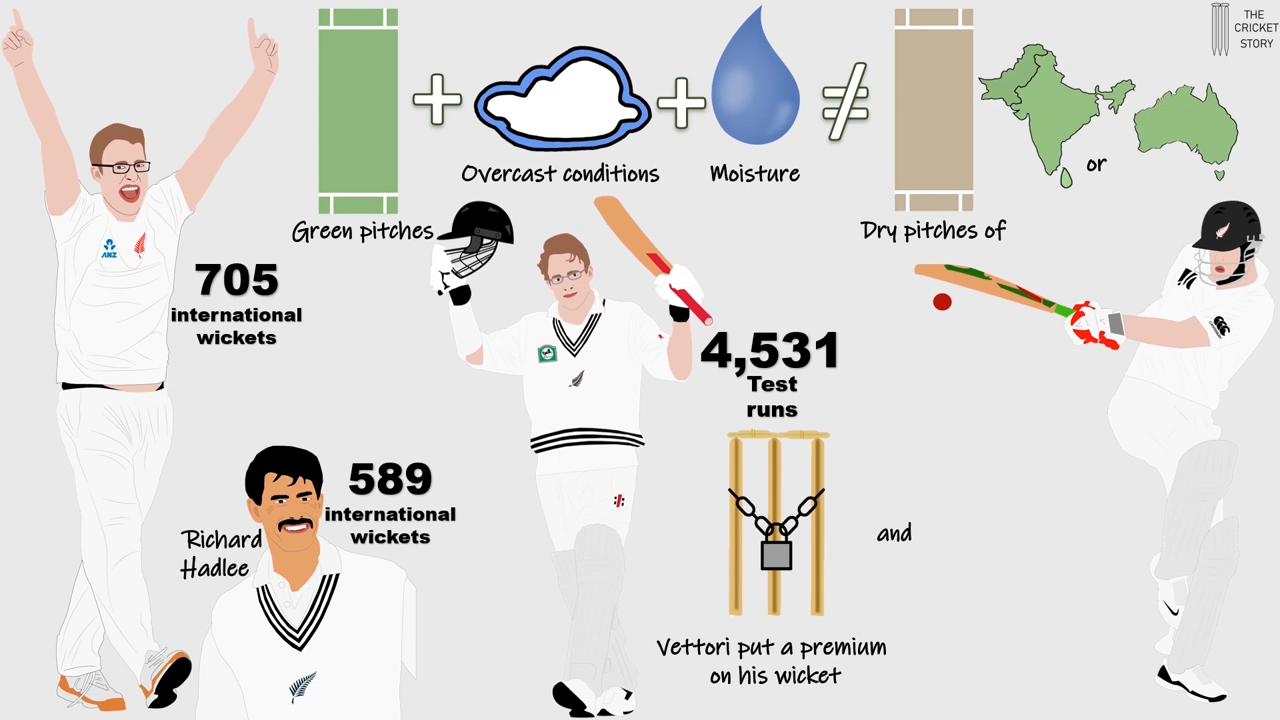 THE
CRICKET
STORY
Overcast conditions
Moisture
or
Green pitches
Dry pitches of
ANZ
705
international
wickets
4,531
Test
runs
589
international
wickets
Richard
Hadlee
and
Vettori put a premium
on his wicket